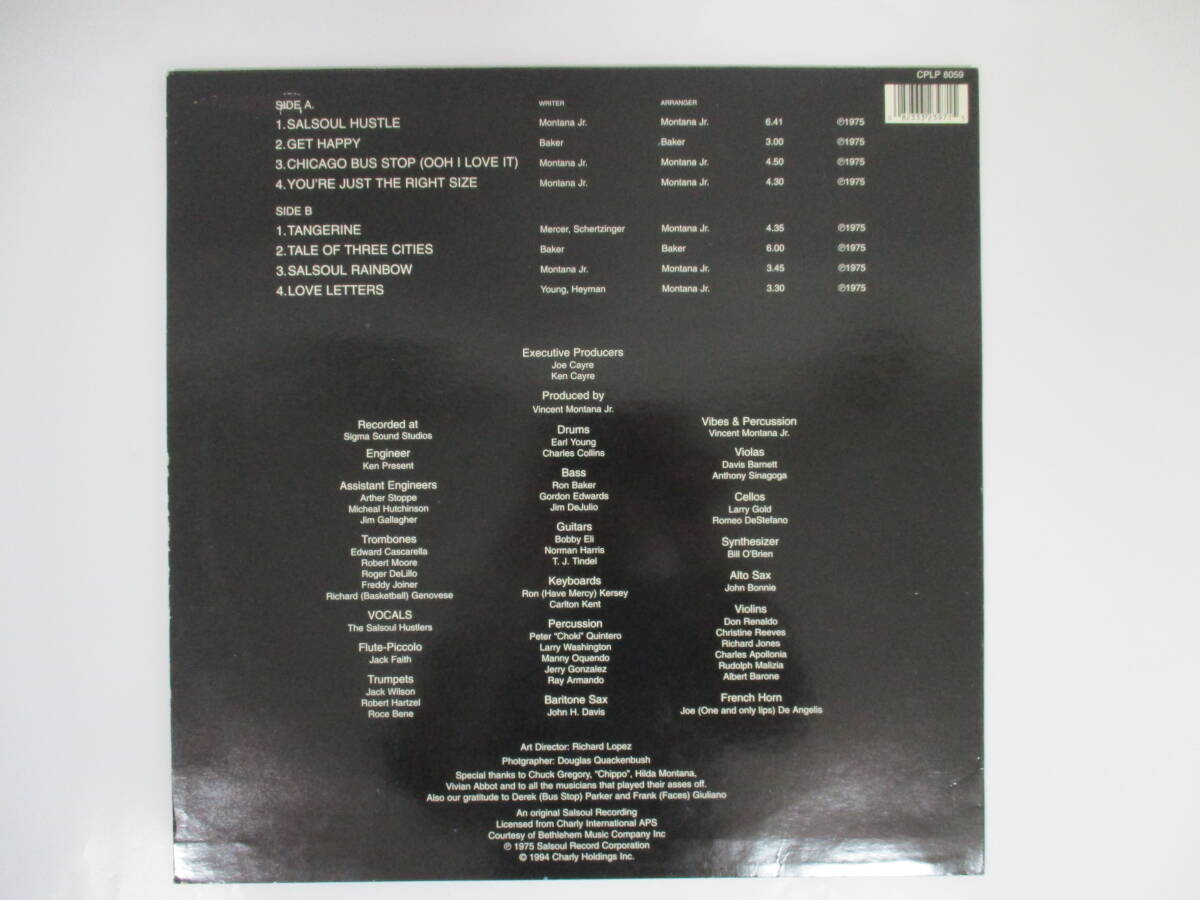 CPLP 8059
SIDE A. WRITER ARRANGER
1.SALSOUL HUSTLE Montana Jr. Montana Jr. 6.41 ℗1975
2.GET HAPPY Baker Baker 3.00 ℗1975
3.CHICAGO BUS STOP (OOH I LOVE IT) Montana Jr. Montana Jr. 4.50 ℗1975
4.YOU'RE JUST THE RIGHT SIZE Montana Jr. Montana Jr. 4.30 ℗1975
SIDE B
1.TANGERINE Mercer, Schertzinger Montana Jr. 4.35 ℗1975
2.TALE OF THREE CITIES Baker Baker 6.00 ℗1975
3.SALSOUL RAINBOW Montana Jr. Montana Jr. 3.45 ℗1975
4.LOVE LETTERS Young, Heyman Montana Jr. 3.30 ℗1975
Executive Producers
Joe Cayre
Ken Cayre
Produced by
Vincent Montana Jr.
Recorded at
Sigma Sound Studios
Engineer
Ken Present
Assistant Engineers
Arther Stoppe
Micheal Hutchinson
Jim Gallagher
Trombones
Edward Cascarella
Robert Moore
Roger DeLillo
Freddy Joiner
Richard (Basketball) Genovese
VOCALS
The Salsoul Hustlers
Flute-Piccolo
Jack Faith
Trumpets
Jack Wilson
Robert Hartzel
Roce Bene
Drums
Earl Young
Charles Collins
Bass
Ron Baker
Gordon Edwards
Jim DeJulio
Guitars
Bobby Eli
Norman Harris
T. J. Tindel
Keyboards
Ron (Have Mercy) Kersey
Carlton Kent
Percussion
Peter "Choki" Quintero
Larry Washington
Manny Oquendo
Jerry Gonzalez
Ray Armando
Baritone Sax
John H. Davis
Vibes & Percussion
Vincent Montana Jr.
Violas
Davis Barnett
Anthony Sinagoga
Cellos
Larry Gold
Romeo DeStefano
Synthesizer
Bill O'Brien
Alto Sax
John Bonnie
Violins
Don Renaldo
Christine Reeves
Richard Jones
Charles Apollonia
Rudolph Malizia
Albert Barone
French Horn
Joe (One and only lips) De Angelis
Art Director: Richard Lopez
Photgrapher: Douglas Quackenbush
Special thanks to Chuck Gregory, "Chippo", Hilda Montana,
Vivian Abbot and to all the musicians that played their asses off.
Also our gratitude to Derek (Bus Stop) Parker and Frank (Faces) Giuliano
An original Salsoul Recording
Licensed from Charly International APS
Courtesy of Bethlehem Music Company Inc
℗ 1975 Salsoul Record Corporation
© 1994 Charly Holdings Inc.